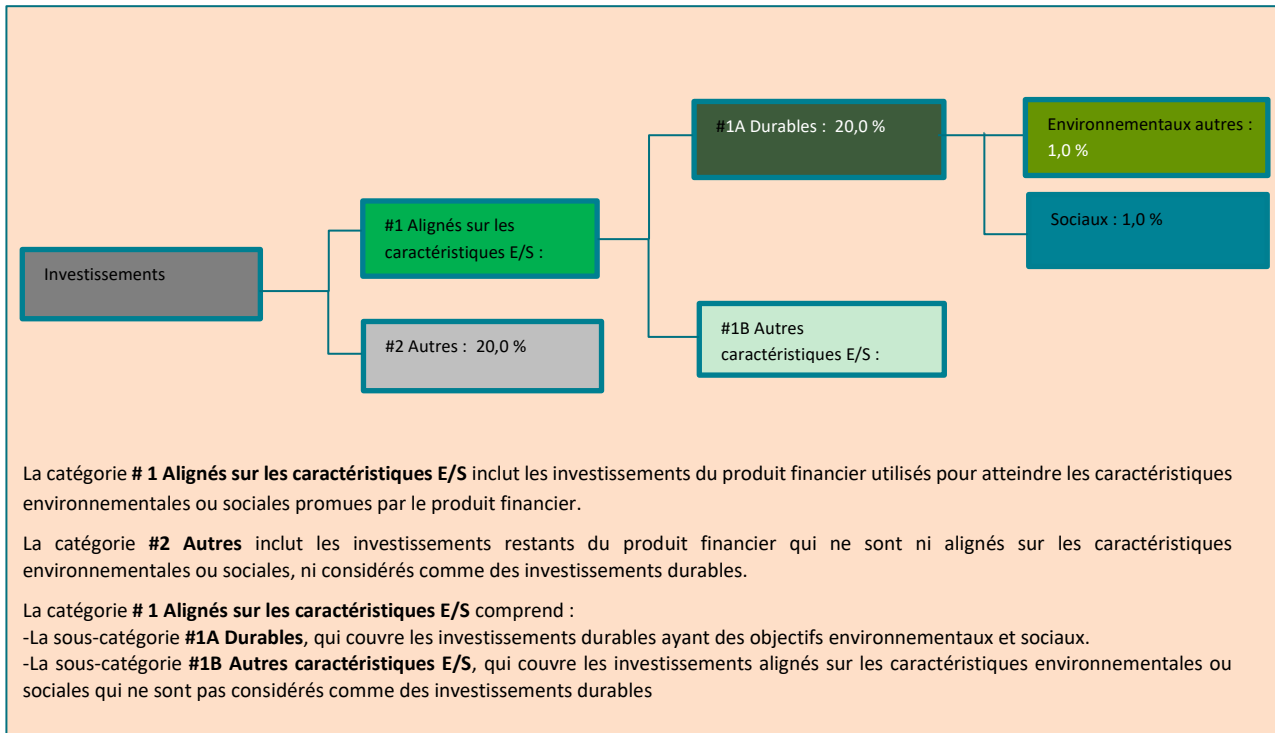 #1A Durables : 20,0 %
Environnementaux autres :
1,0 %
#1 Alignés sur les
caractéristiques E/S :
Sociaux : 1,0 %
Investissements
#2 Autres : 20,0 %
#1B Autres
caractéristiques E/S :
La catégorie # 1 Alignés sur les caractéristiques E/S inclut les investissements du produit financier utilisés pour atteindre les caractéristiques
environnementales ou sociales promues par le produit financier.
La catégorie #2 Autres inclut les investissements restants du produit financier qui ne sont ni alignés sur les caractéristiques
environnementales ou sociales, ni considérés comme des investissements durables.
La catégorie # 1 Alignés sur les caractéristiques E/S comprend :
-La sous-catégorie #1A Durables, qui couvre les investissements durables ayant des objectifs environnementaux et sociaux.
-La sous-catégorie #1B Autres caractéristiques E/S, qui couvre les investissements alignés sur les caractéristiques environnementales ou
sociales qui ne sont pas considérés comme des investissements durables